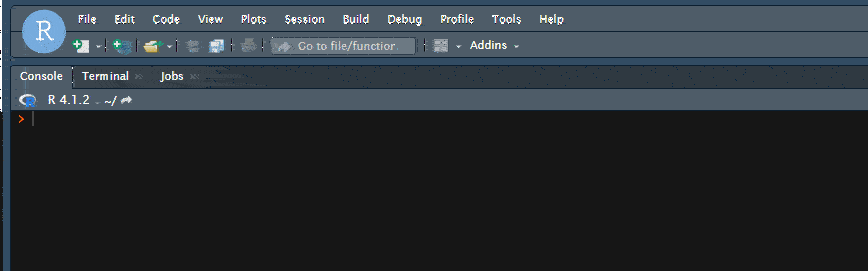 File Edit Code View Plots Session Build Debug Profile Tools Help
R
Go to file/function Addins
Console Terminal Jobs
R R 4.1.2 . ~/
>